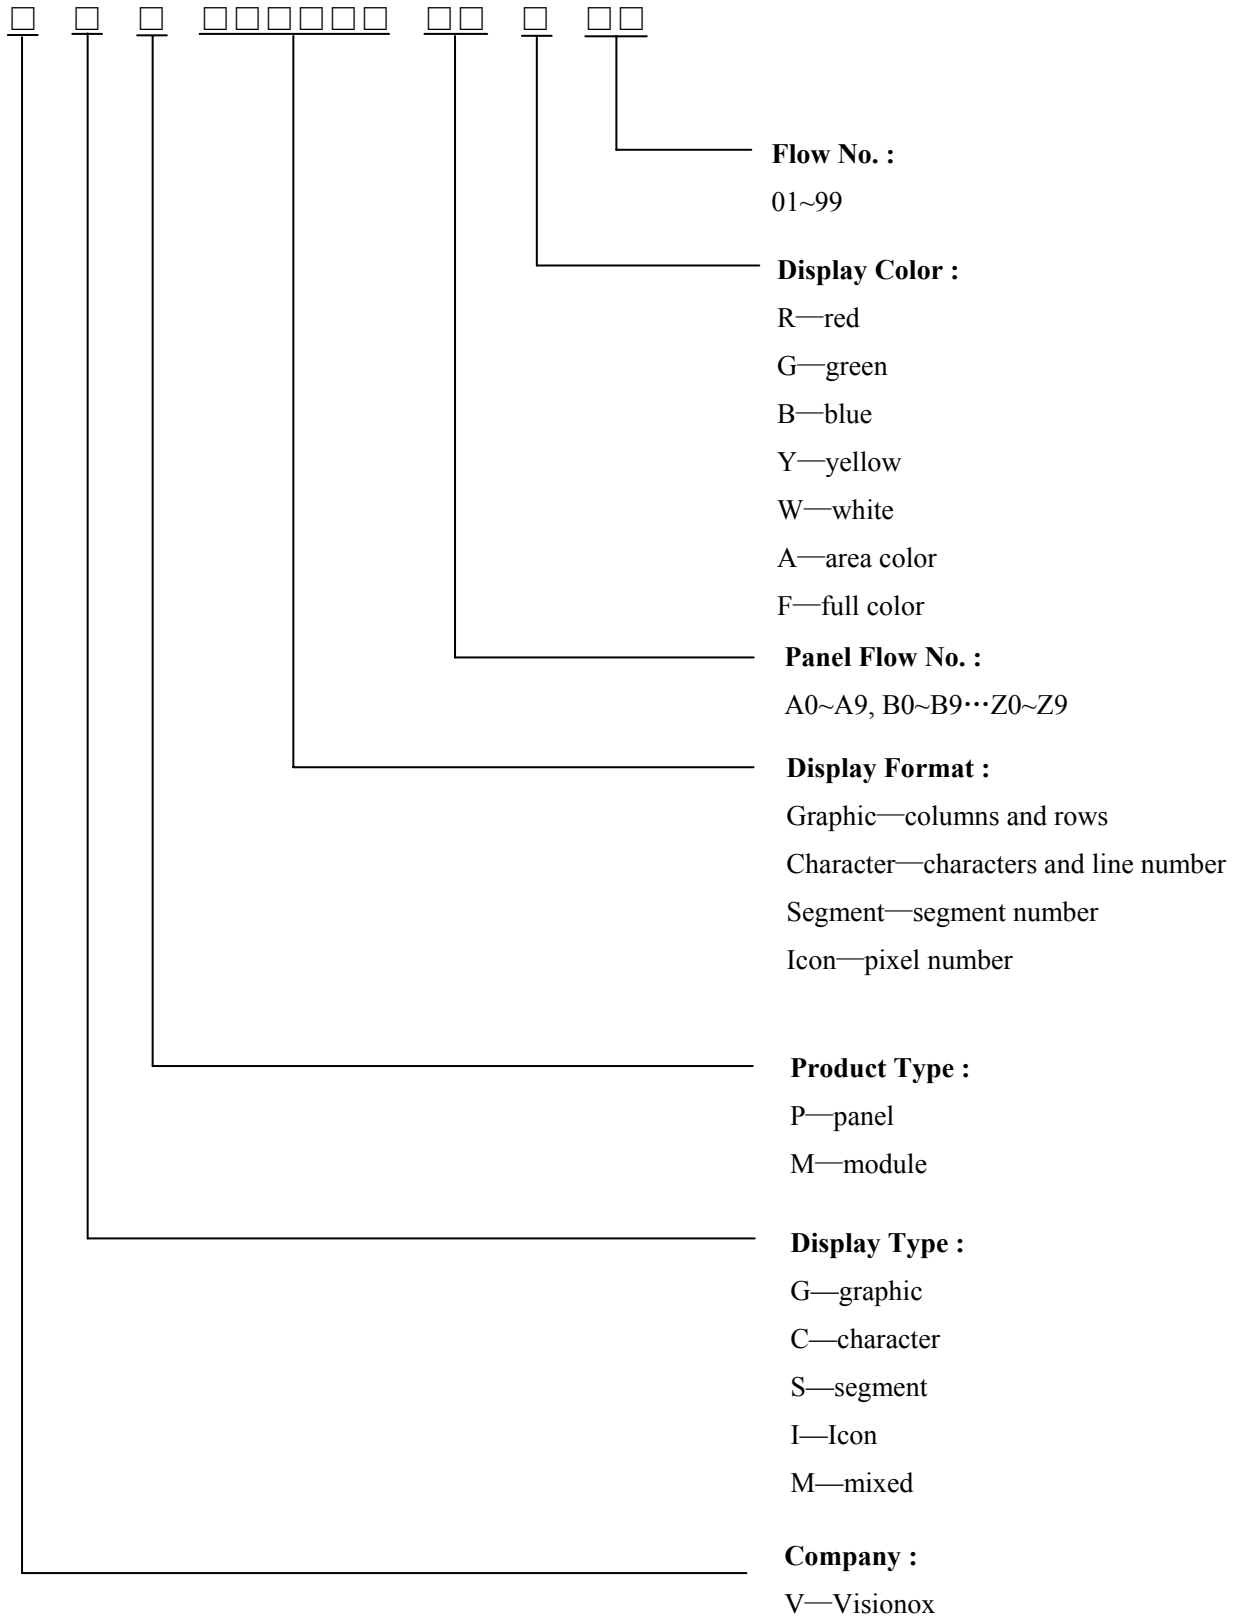 □ □ □ □□□□□□ □□ □ □□
Flow No. :
01~99
Display Color :
R—red
G—green
B—blue
Y—yellow
W—white
A—area color
F—full color
Panel Flow No. :
A0~A9, B0~B9⋯Z0~Z9
Display Format :
Graphic—columns and rows
Character—characters and line number
Segment—segment number
Icon—pixel number
Product Type :
P—panel
M—module
Display Type :
G—graphic
C—character
S—segment
I—Icon
M—mixed
Company :
V—Visionox